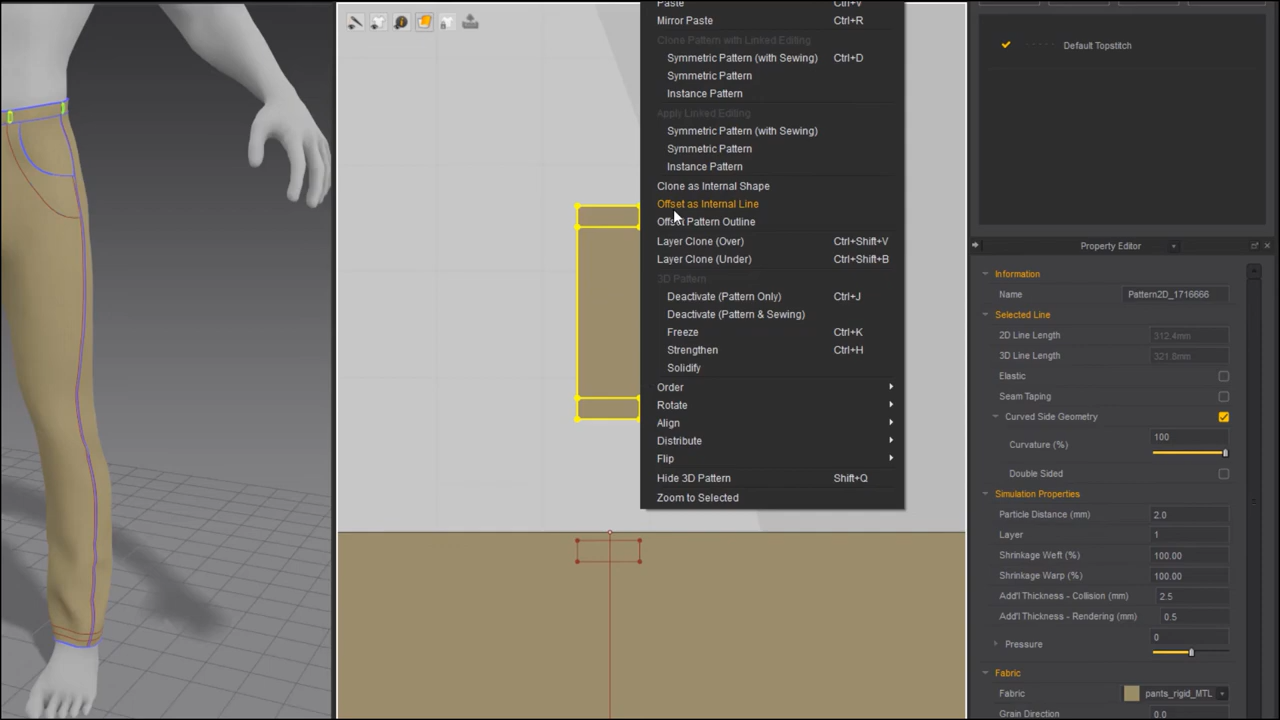 Paste Ctrl+V
Mirror Paste Ctrl+R
Clone Pattern with Linked Editing
Symmetric Pattern (with Sewing) Ctrl+D
Symmetric Pattern
Instance Pattern
Apply Linked Editing
Symmetric Pattern (with Sewing)
Symmetric Pattern
Instance Pattern
Clone as Internal Shape
Offset as Internal Line
Offset Pattern Outline
Layer Clone (Over) Ctrl+Shift+V
Layer Clone (Under) Ctrl+Shift+B
3D Pattern
Deactivate (Pattern Only) Ctrl+J
Deactivate (Pattern & Sewing)
Freeze Ctrl+K
Strengthen Ctrl+H
Solidify
Order
Rotate
Align
Distribute
Flip
Hide 3D Pattern Shift+Q
Zoom to Selected
Default Topstitch
Property Editor
Information
Name Pattern2D_1716666
Selected Line
2D Line Length 312.4mm
3D Line Length 321.8mm
Elastic
Seam Taping
Curved Side Geometry
Curvature (%) 100
Double Sided
Simulation Properties
Particle Distance (mm) 2.0
Layer 1
Shrinkage Weft (%) 100.00
Shrinkage Warp (%) 100.00
Add'l Thickness - Collision (mm) 2.5
Add'l Thickness - Rendering (mm) 0.5
Pressure 0
Fabric
Fabric pants_rigid_MTL
Grain Direction 0.0